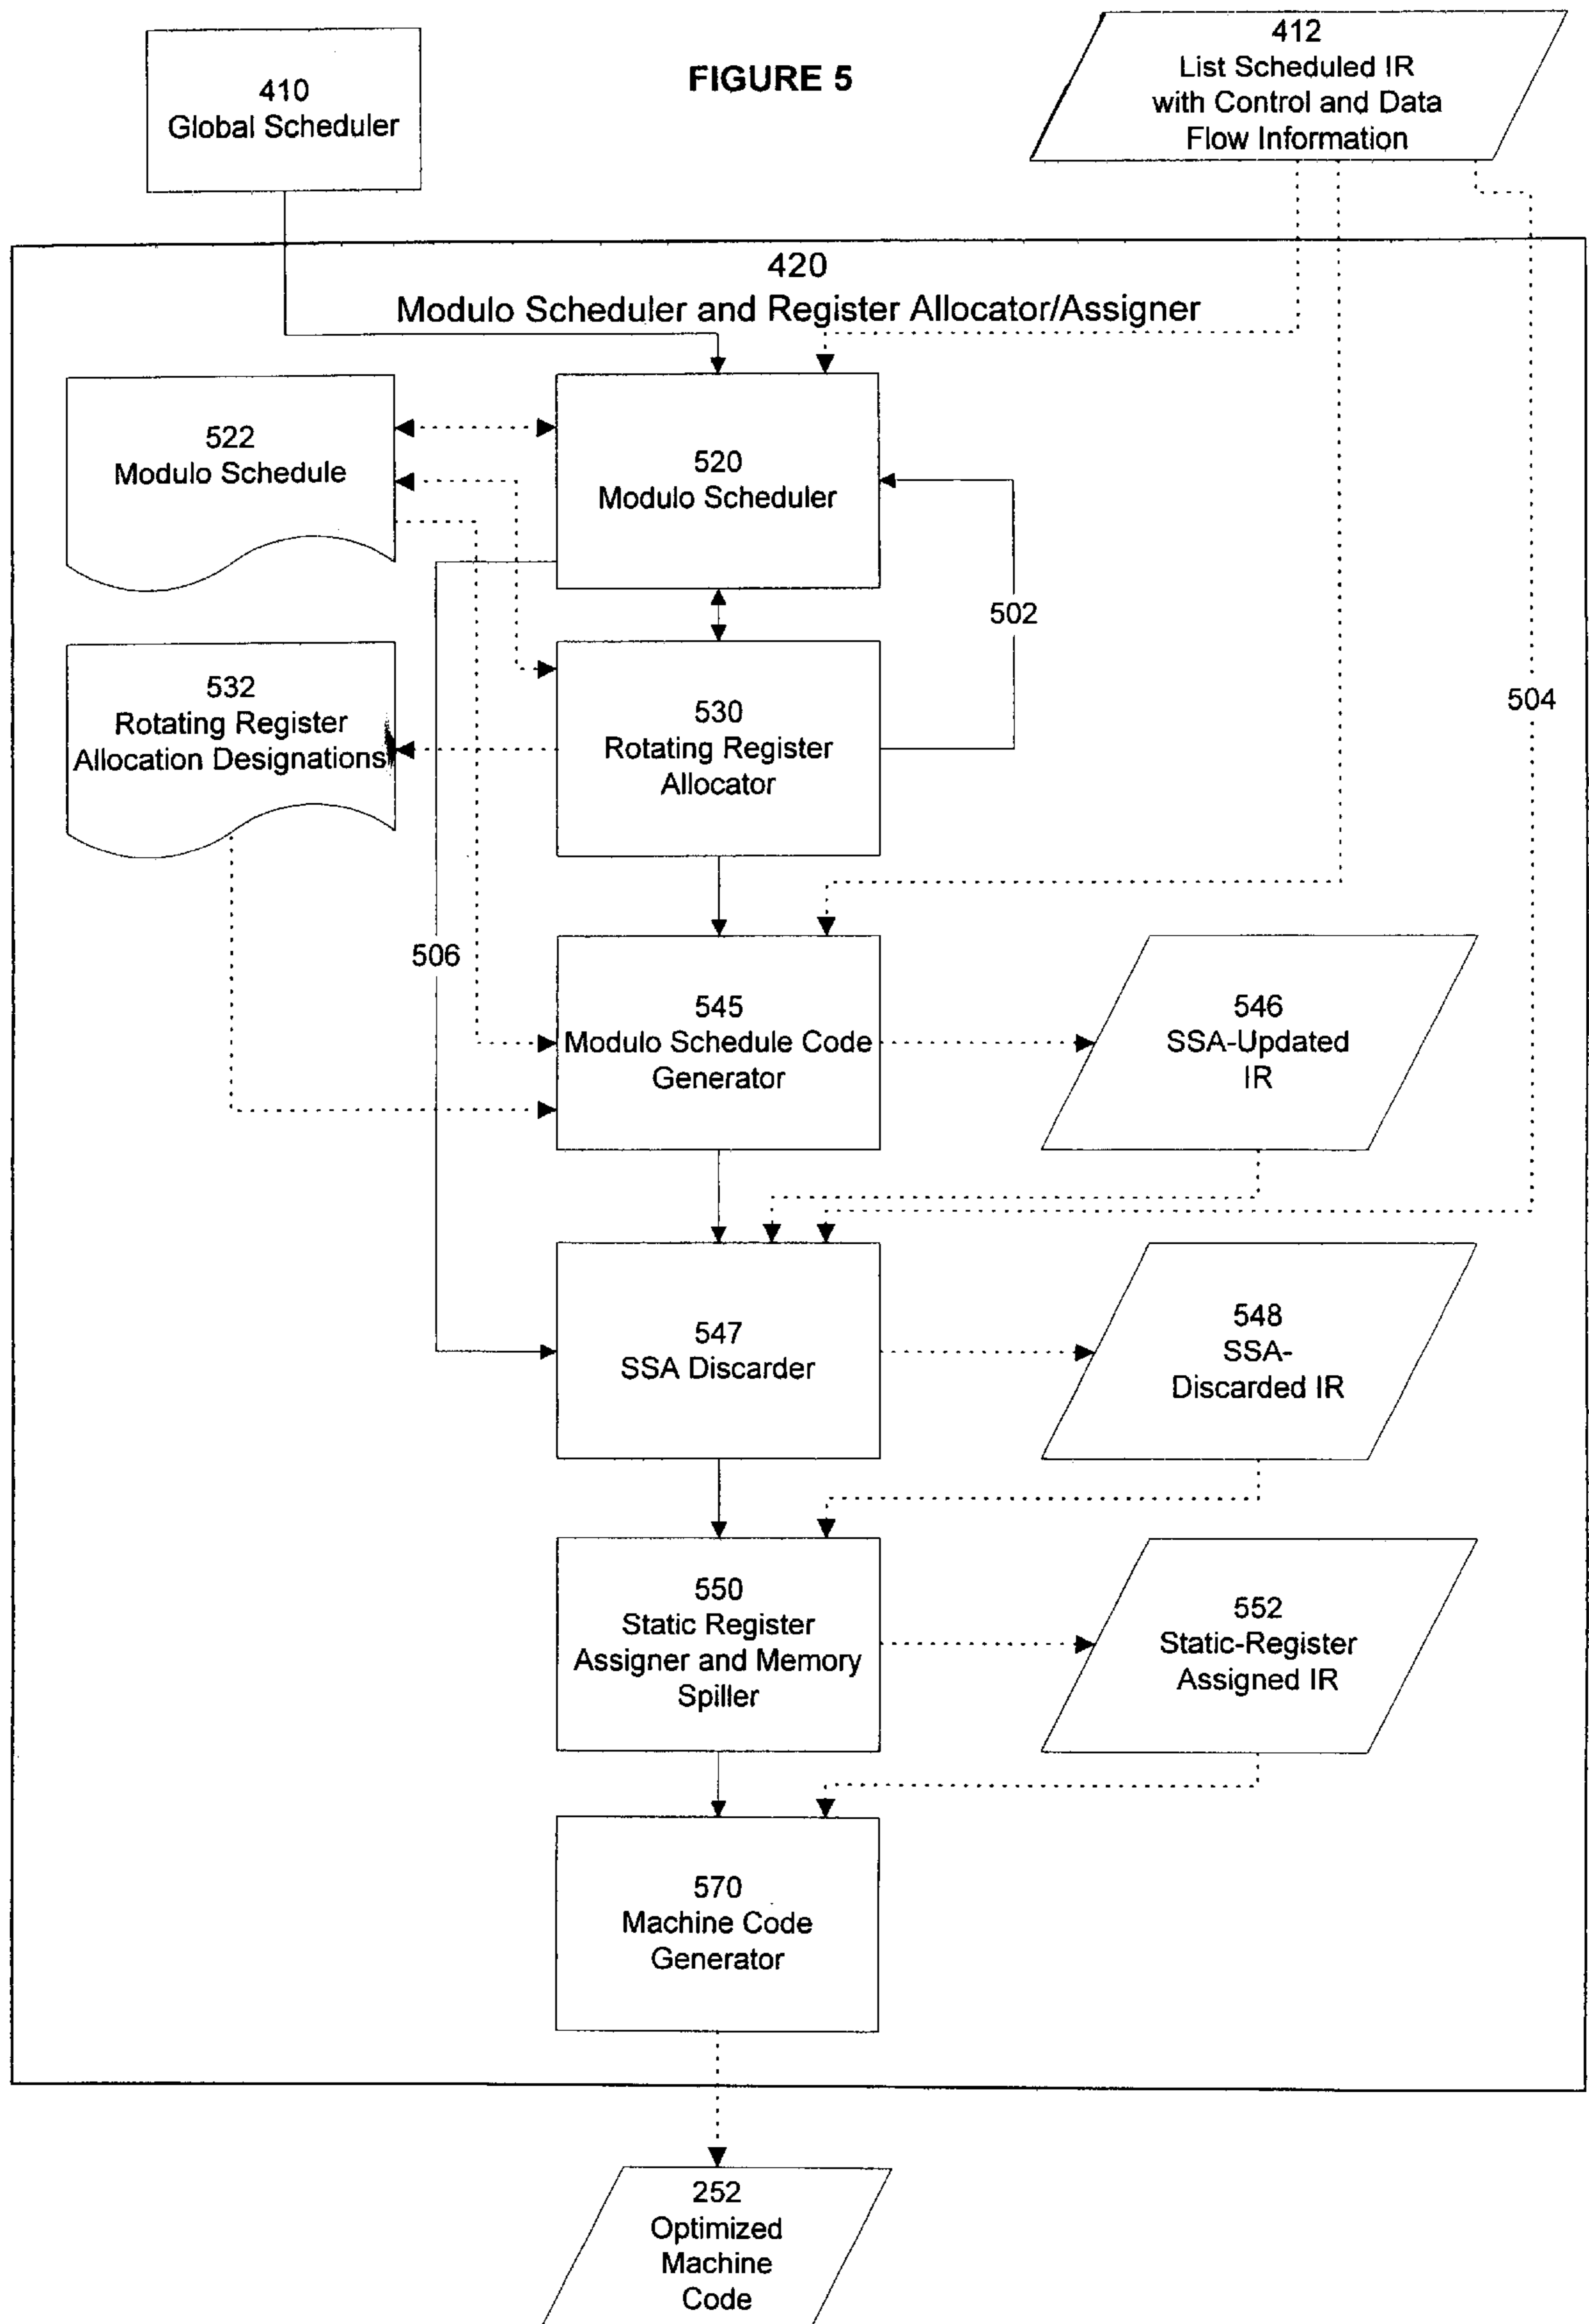 410
Global Scheduler
FIGURE 5
412
List Scheduled IR
with Control and Data
Flow Information
420
Modulo Scheduler and Register Allocator/Assigner
522
Modulo Schedule
520
Modulo Scheduler
502
532
Rotating Register
Allocation Designations
530
Rotating Register
Allocator
504
506
545
Modulo Schedule Code
Generator
546
SSA-Updated
IR
547
SSA Discarder
548
SSA-
Discarded IR
550
Static Register
Assigner and Memory
Spiller
552
Static-Register
Assigned IR
570
Machine Code
Generator
252
Optimized
Machine
Code